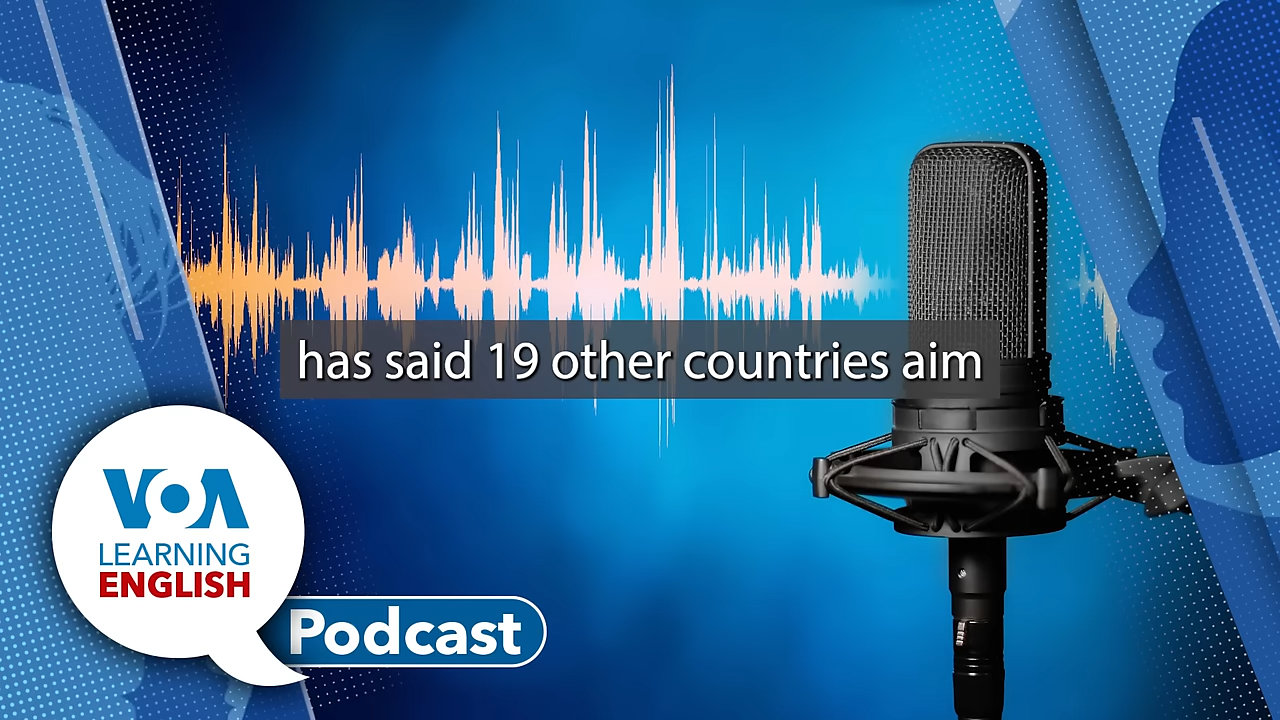 has said 19 other countries aim
VOA
LEARNING
ENGLISH
Podcast